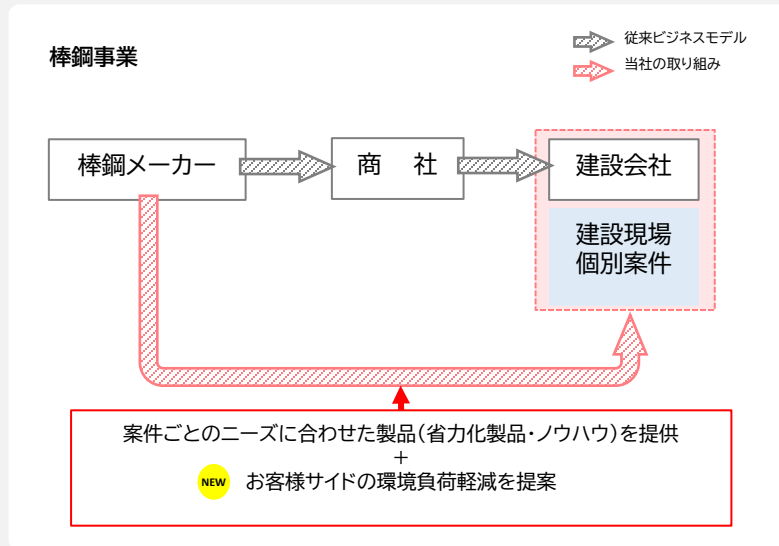 棒鋼事業
従来ビジネスモデル
当社の取り組み
棒鋼メーカー
商　社
建設会社
建設現場
個別案件
案件ごとのニーズに合わせた製品(省力化製品・ノウハウ)を提供
+
NEW お客様サイドの環境負荷軽減を提案